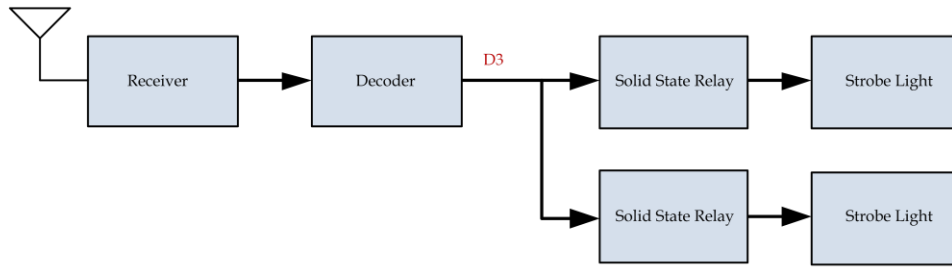 Receiver
Decoder
D3
Solid State Relay
Strobe Light
Solid State Relay
Strobe Light